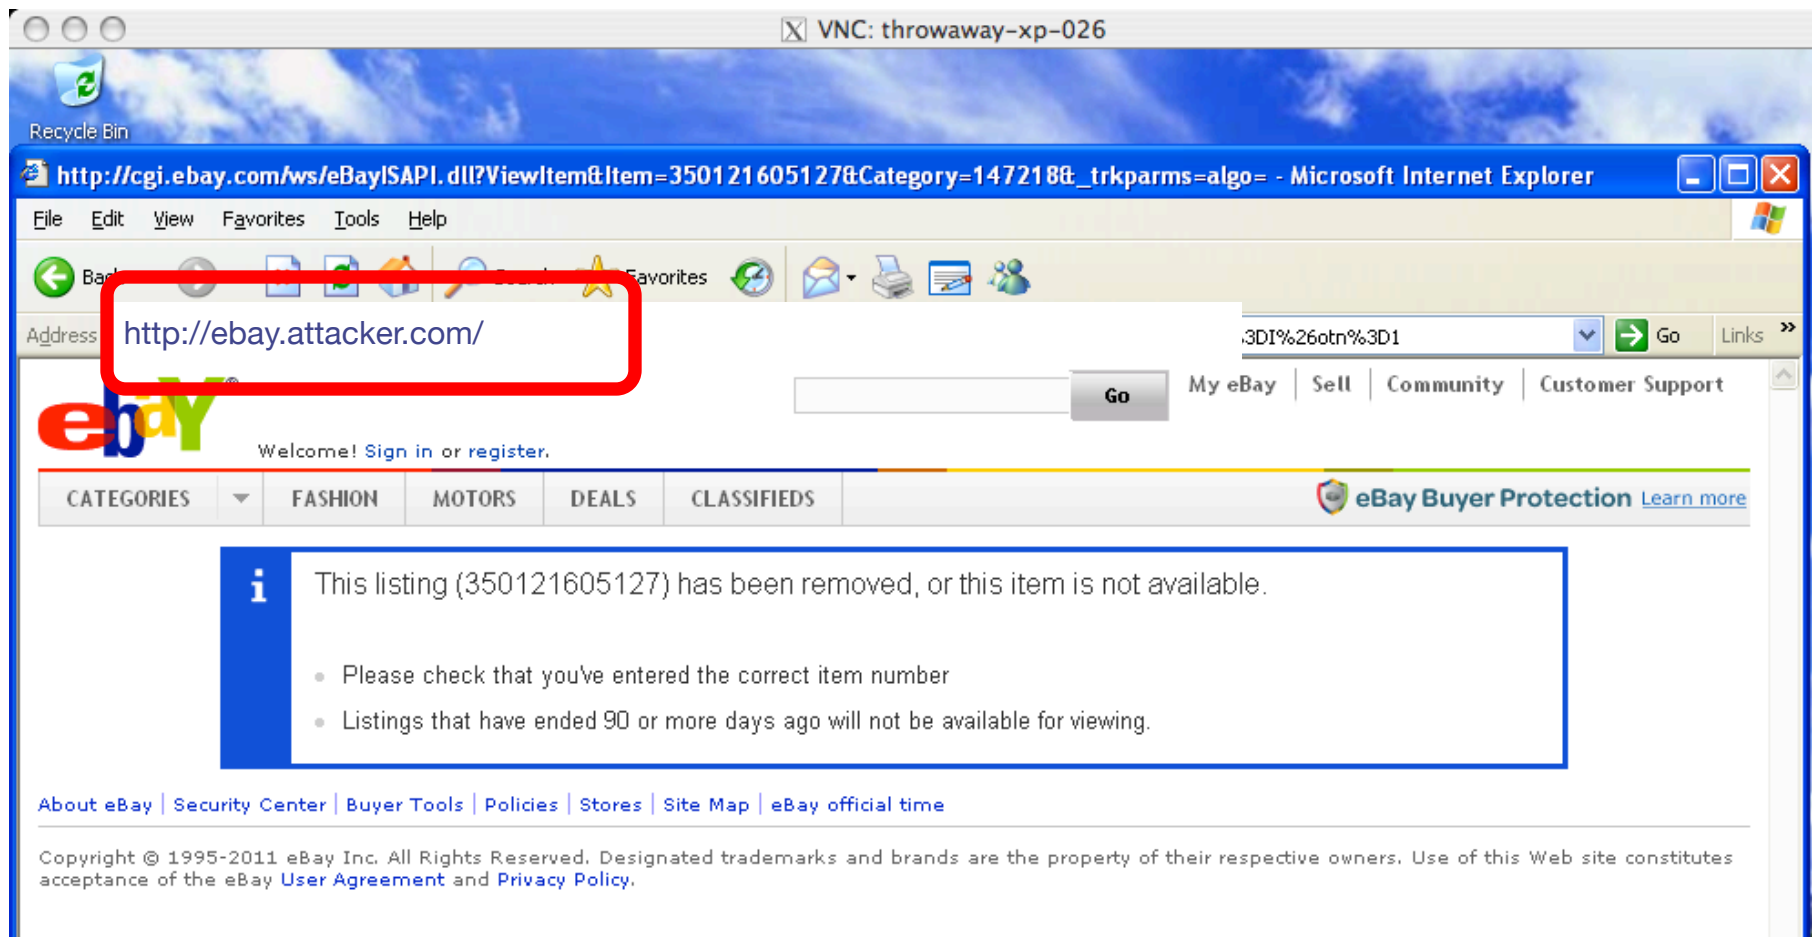 VNC: throwaway-xp-026
Recycle Bin
http://cgi.ebay.com/ws/eBayISAPI.dll?ViewItem&Item=350121605127&Category=147218&_trkparms=algo= - Microsoft Internet Explorer
File Edit View Favorites Tools Help
Favorites
Address http://ebay.attacker.com/ 3DI%26otn%3D1 Go Links »
ebay® Go My eBay | Sell | Community | Customer Support
Welcome! Sign in or register.
CATEGORIES FASHION MOTORS DEALS CLASSIFIEDS eBay Buyer Protection Learn more
i This listing (350121605127) has been removed, or this item is not available.
• Please check that you've entered the correct item number
• Listings that have ended 90 or more days ago will not be available for viewing.
About eBay | Security Center | Buyer Tools | Policies | Stores | Site Map | eBay official time
Copyright © 1995-2011 eBay Inc. All Rights Reserved. Designated trademarks and brands are the property of their respective owners. Use of this Web site constitutes
acceptance of the eBay User Agreement and Privacy Policy.